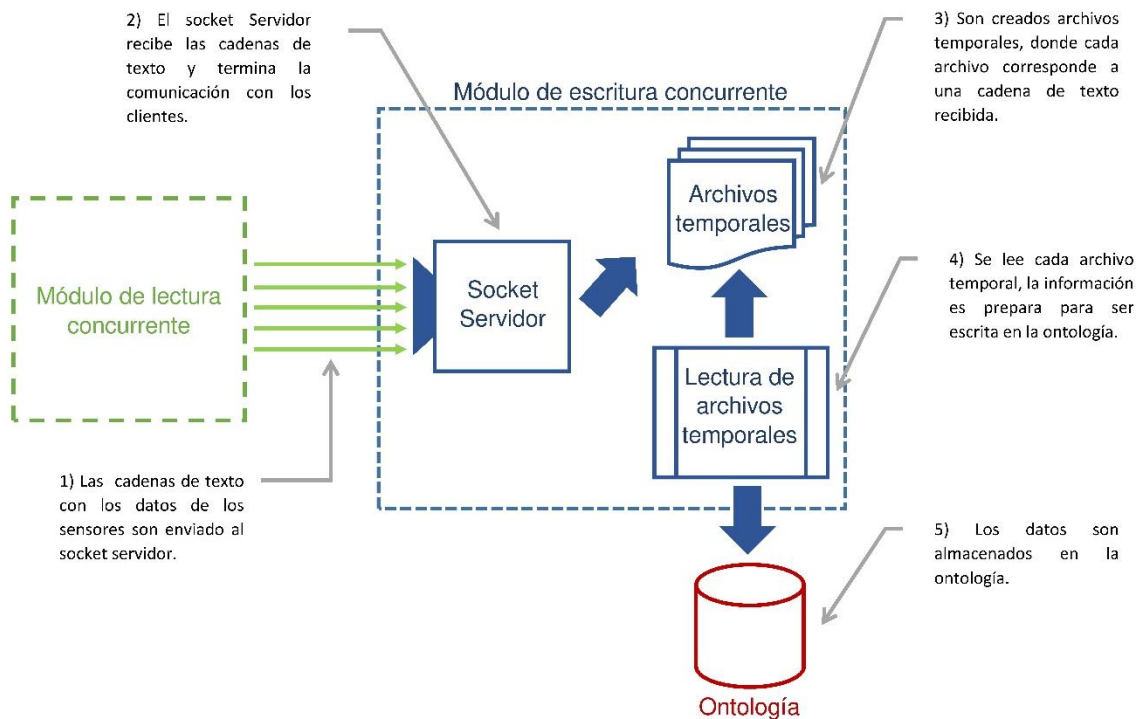 2) El socket Servidor
recibe las cadenas de
texto y termina la
comunicación con los
clientes.
3) Son creados archivos
temporales, donde cada
archivo corresponde a
una cadena de texto
recibida.
Módulo de escritura concurrente
Archivos
temporales
Módulo de lectura
concurrente
Socket
Servidor
4) Se lee cada archivo
temporal, la información
es prepara para ser
escrita en la ontología.
Lectura de
archivos
temporales
1) Las cadenas de texto
con los datos de los
sensores son enviado al
socket servidor.
5) Los datos son
almacenados en la
ontología.
Ontología